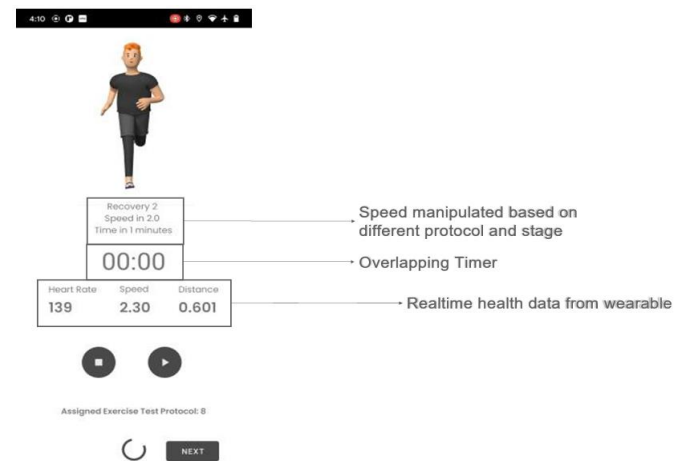 4:10
Recovery 2
Speed in 2.0
Time in 1 minutes
Speed manipulated based on
different protocol and stage
00:00
Overlapping Timer
Heart Rate Speed Distance
139 2.30 0.601
Realtime health data from wearable
Assigned Exercise Test Protocol: 8
NEXT